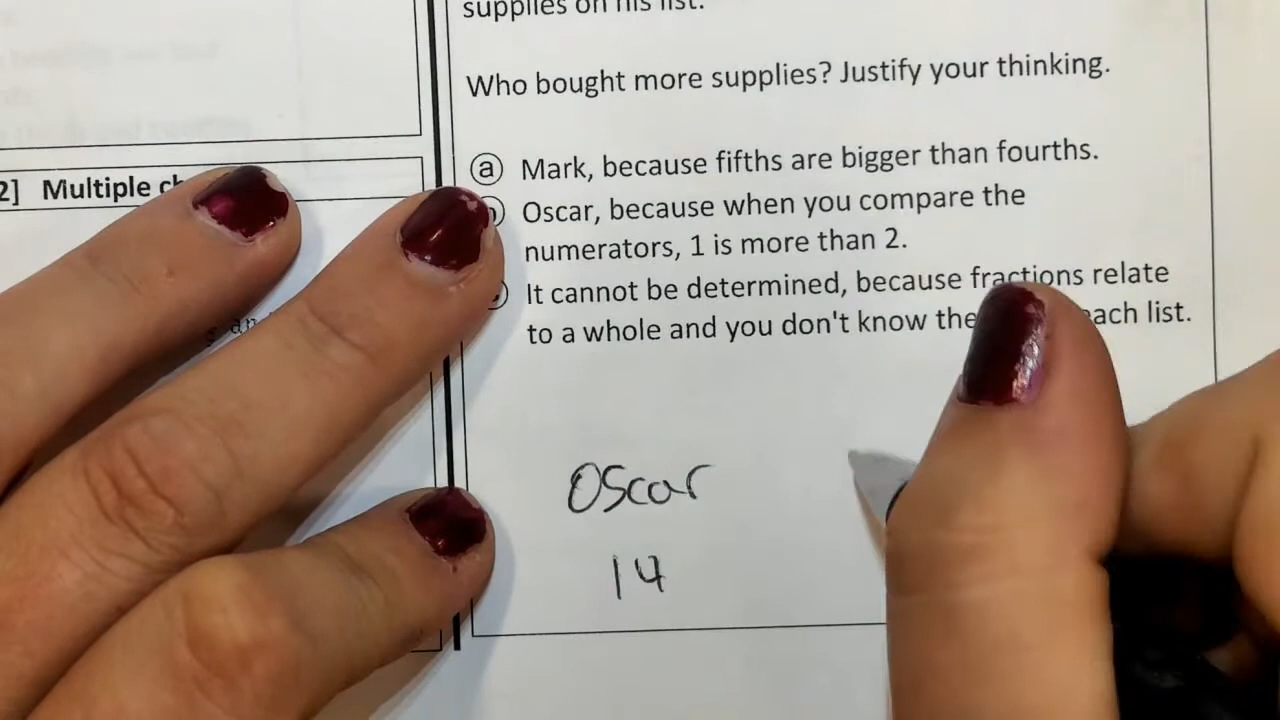 supplies on his list.
Who bought more supplies? Justify your thinking.
a Mark, because fifths are bigger than fourths.
Oscar, because when you compare the
numerators, 1 is more than 2.
It cannot be determined, because fractions relate
to a whole and you don't know the each list.
2] Multiple
Oscar
14